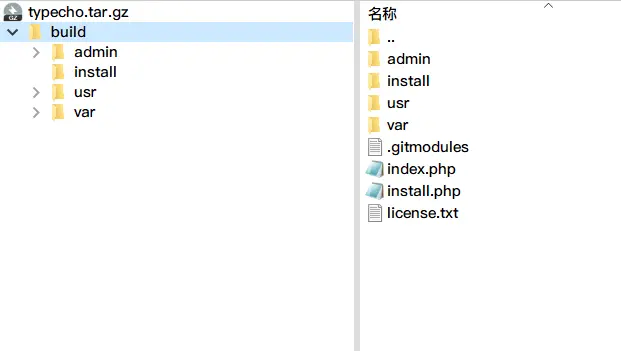 typecho.tar.gz
build
admin
install
usr
var
名称
..
admin
install
usr
var
.gitmodules
index.php
install.php
license.txt